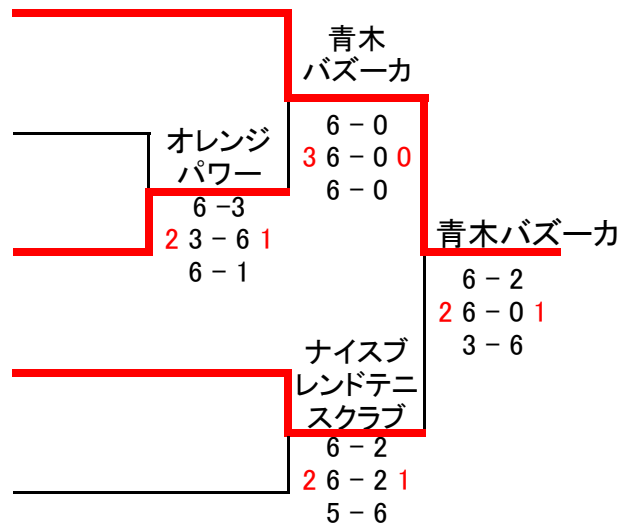 青木
バズーカ
6 - 0
3 6 - 0 0
6 - 0
オレンジ
パワー
6 -3
2 3 - 6 1
6 - 1
青木バズーカ
6 - 2
2 6 - 0 1
3 - 6
ナイスブ
レンドテニ
スクラブ
6 - 2
2 6 - 2 1
5 - 6